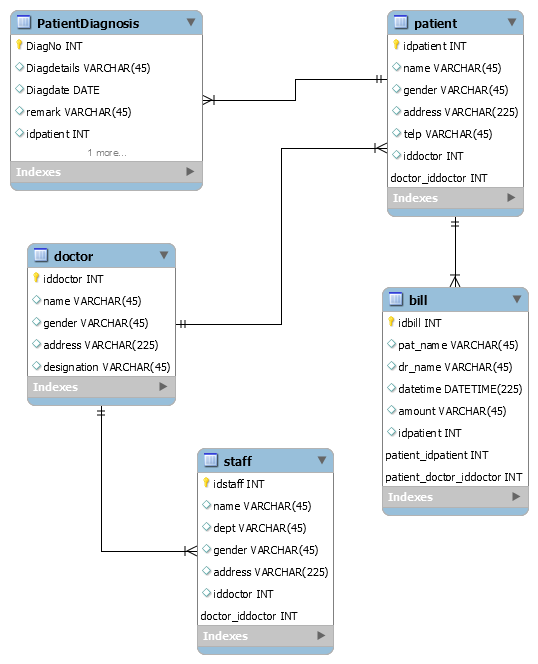 PatientDiagnosis
DiagNo INT
Diagdetails VARCHAR(45)
Diagdate DATE
remark VARCHAR(45)
idpatient INT
1 more...
Indexes
patient
idpatient INT
name VARCHAR(45)
gender VARCHAR(45)
address VARCHAR(225)
telp VARCHAR(45)
iddoctor INT
doctor_iddoctor INT
Indexes
doctor
iddoctor INT
name VARCHAR(45)
gender VARCHAR(45)
address VARCHAR(225)
designation VARCHAR(45)
Indexes
bill
idbill INT
pat_name VARCHAR(45)
dr_name VARCHAR(45)
datetime DATETIME(225)
amount VARCHAR(45)
idpatient INT
patient_idpatient INT
patient_doctor_iddoctor INT
Indexes
staff
idstaff INT
name VARCHAR(45)
dept VARCHAR(45)
gender VARCHAR(45)
address VARCHAR(225)
iddoctor INT
doctor_iddoctor INT
Indexes